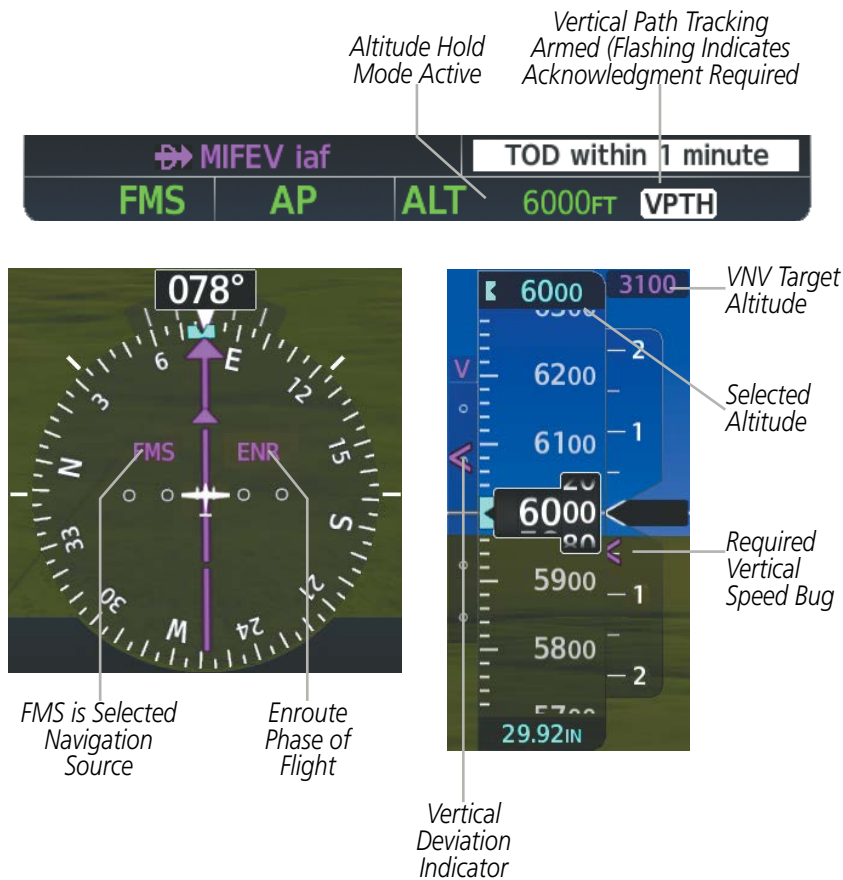 Altitude Hold
Mode Active
Vertical Path Tracking
Armed (Flashing Indicates
Acknowledgment Required
MIFEV iaf
TOD within 1 minute
FMS
AP
ALT
6000FT
VPTH
078°
3
6
E
12
15
S
21
24
W
30
33
N
FMS
ENR
6000
3100
6200
6100
6000
20
80
5900
5800
2
1
1
2
V
29.92IN
VNV Target
Altitude
Selected
Altitude
Required
Vertical
Speed Bug
FMS is Selected
Navigation
Source
Enroute
Phase of
Flight
Vertical
Deviation
Indicator